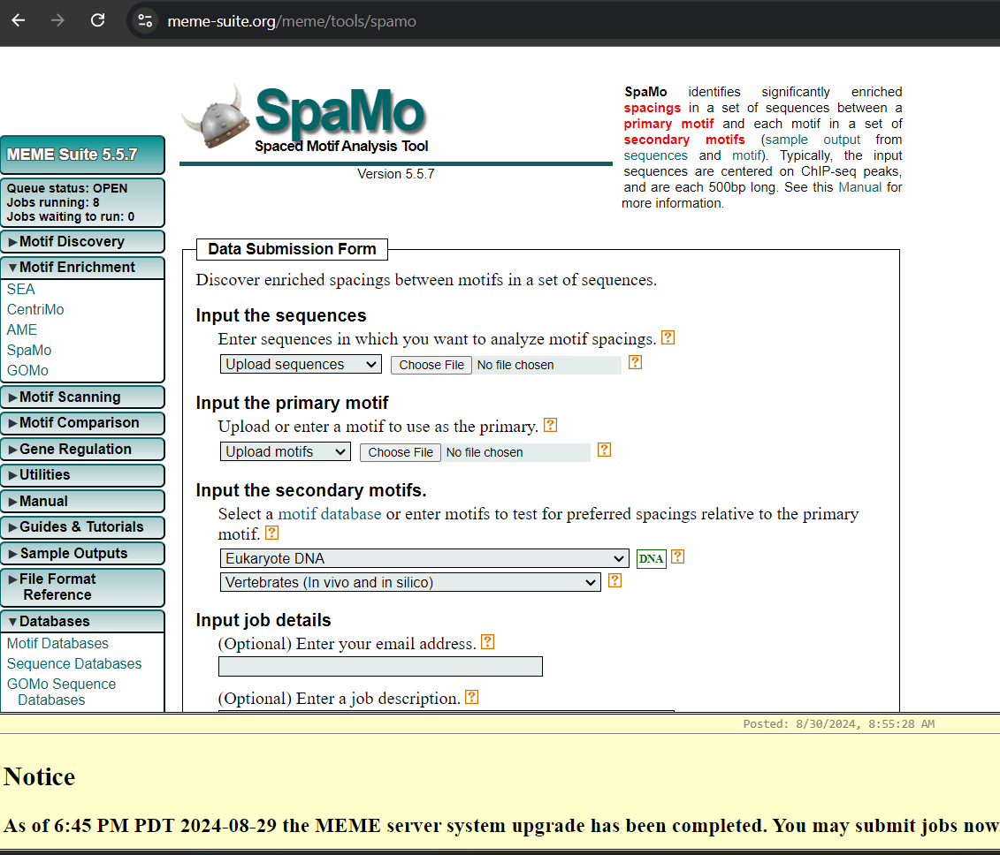 meme-suite.org/meme/tools/spamo
SpaMo
Spaced Motif Analysis Tool
Version 5.5.7
SpaMo identifies significantly enriched
spacings in a set of sequences between a
primary motif and each motif in a set of
secondary motifs (sample output from
sequences and motif). Typically, the input
sequences are centered on ChIP-seq peaks,
and are each 500bp long. See this Manual for
more information.
MEME Suite 5.5.7
Queue status: OPEN
Jobs running: 8
Jobs waiting to run: 0
▶Motif Discovery
▼Motif Enrichment
SEA
CentriMo
AME
SpaMo
GOMo
▶Motif Scanning
▶Motif Comparison
▶Gene Regulation
▶Utilities
▶Manual
▶Guides & Tutorials
▶Sample Outputs
▶File Format
Reference
▼Databases
Motif Databases
Sequence Databases
GOMo Sequence
Databases
Data Submission Form
Discover enriched spacings between motifs in a set of sequences.
Input the sequences
Enter sequences in which you want to analyze motif spacings. ?
Upload sequences Choose File No file chosen ?
Input the primary motif
Upload or enter a motif to use as the primary. ?
Upload motifs Choose File No file chosen ?
Input the secondary motifs.
Select a motif database or enter motifs to test for preferred spacings relative to the primary
motif. ?
Eukaryote DNA DNA ?
Vertebrates (In vivo and in silico) ?
Input job details
(Optional) Enter your email address. ?
(Optional) Enter a job description. ?
Posted: 8/30/2024, 8:55:28 AM
Notice
As of 6:45 PM PDT 2024-08-29 the MEME server system upgrade has been completed. You may submit jobs now